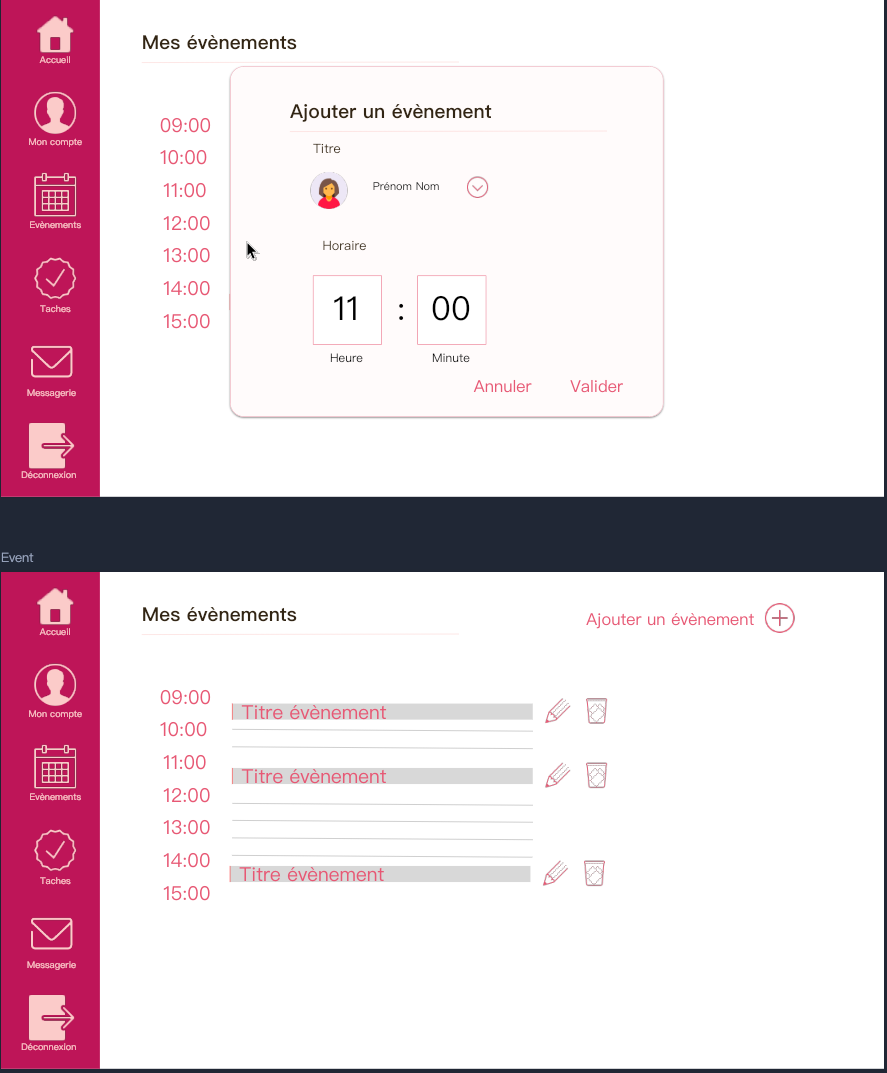 Accueil
Mon compte
Evènements
Taches
Messagerie
Déconnexion
Mes évènements
09:00
10:00
11:00
12:00
13:00
14:00
15:00
Ajouter un évènement
Titre
Prénom Nom
Horaire
11 : 00
Heure Minute
Annuler Valider
Event
Accueil
Mon compte
Evènements
Taches
Messagerie
Déconnexion
Mes évènements
Ajouter un évènement
09:00
Titre évènement
10:00
11:00
Titre évènement
12:00
13:00
14:00
Titre évènement
15:00